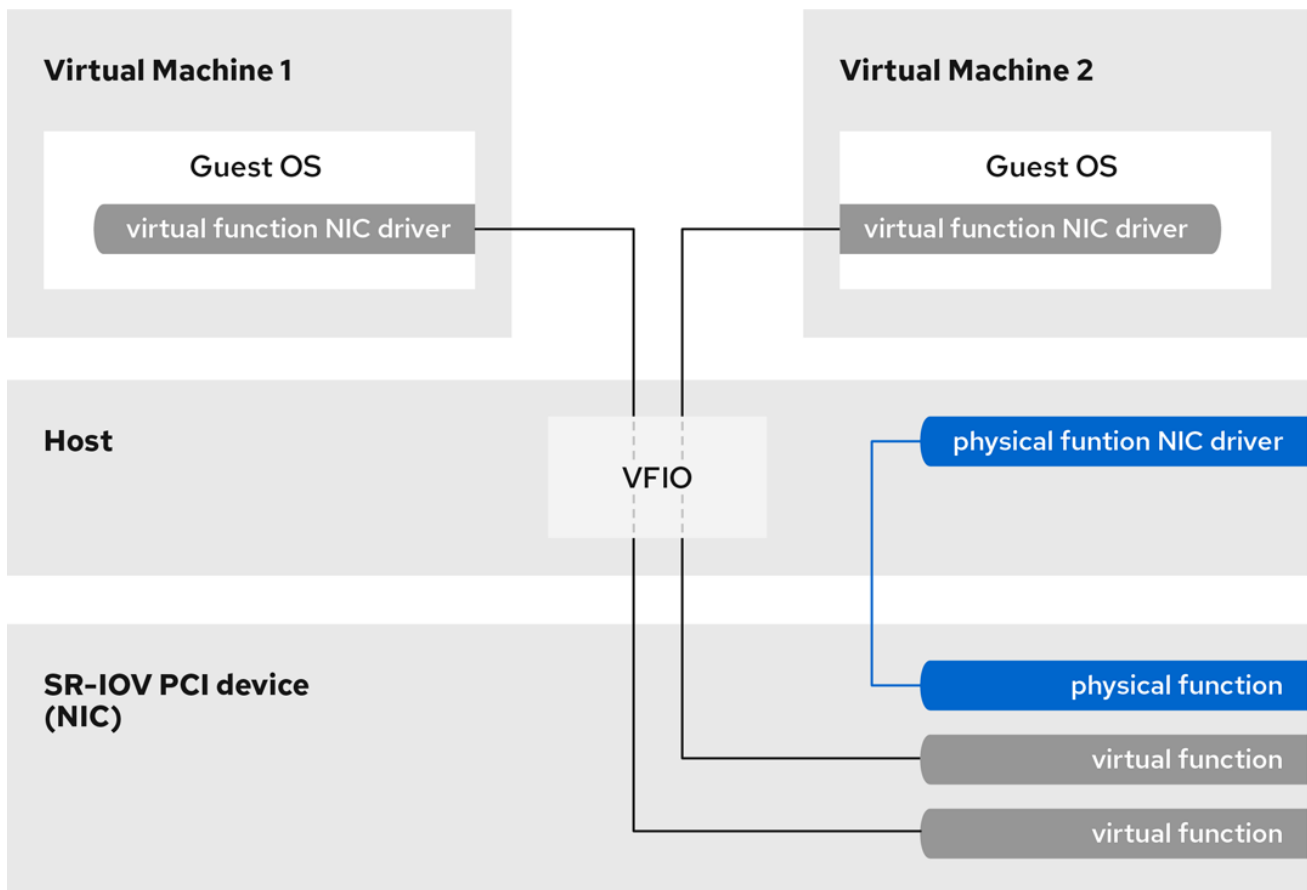 Virtual Machine 1
Guest OS
virtual function NIC driver
Virtual Machine 2
Guest OS
virtual function NIC driver
Host
VFIO
physical funtion NIC driver
SR-IOV PCI device
(NIC)
physical function
virtual function
virtual function